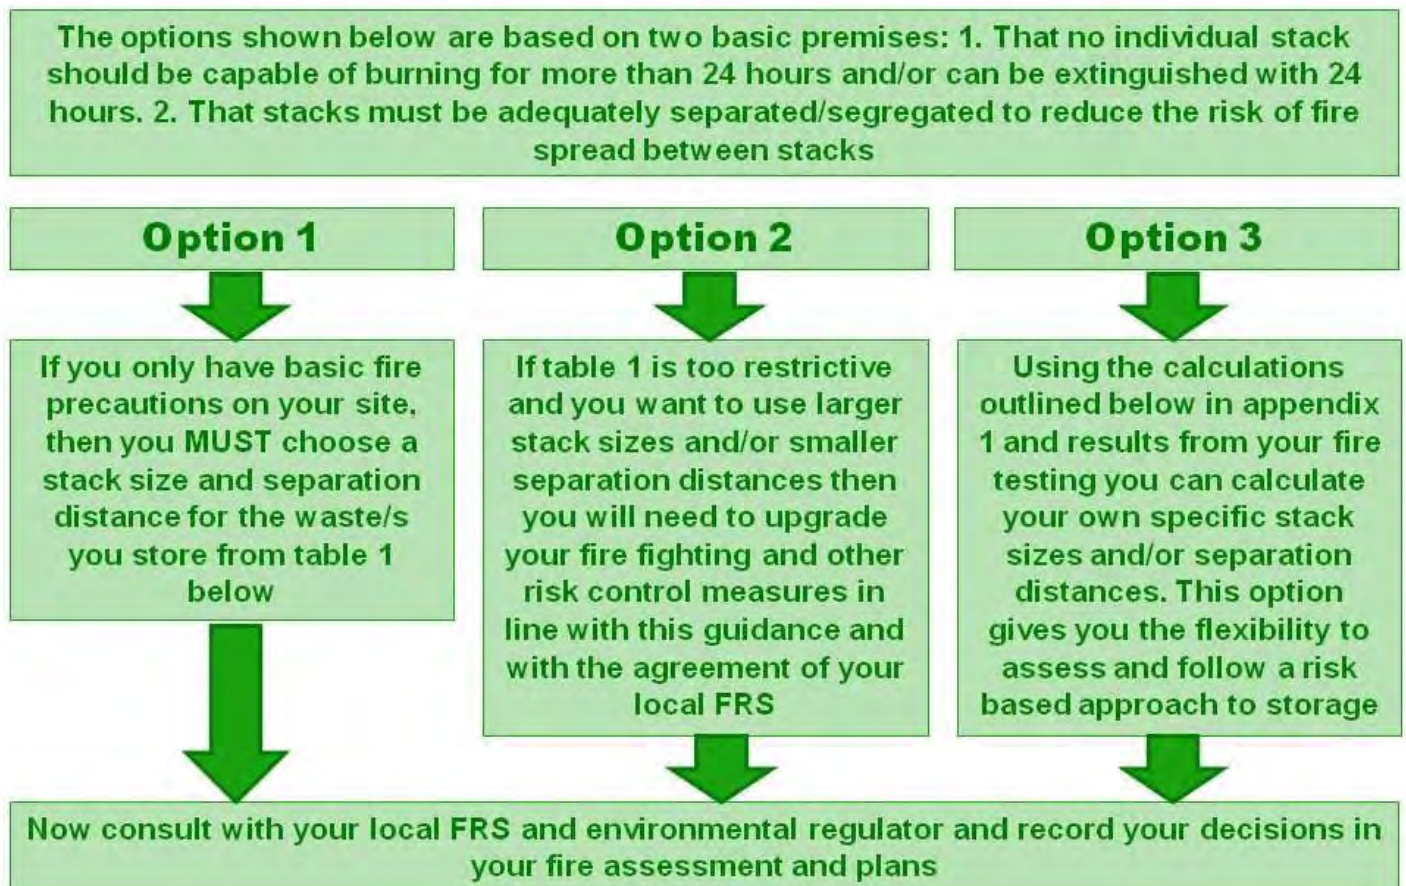 The options shown below are based on two basic premises: 1. That no individual stack
should be capable of burning for more than 24 hours and/or can be extinguished with 24
hours. 2. That stacks must be adequately separated/segregated to reduce the risk of fire
spread between stacks
Option 1
If you only have basic fire
precautions on your site,
then you MUST choose a
stack size and separation
distance for the waste/s
you store from table 1
below
Option 2
If table 1 is too restrictive
and you want to use larger
stack sizes and/or smaller
separation distances then
you will need to upgrade
your fire fighting and other
risk control measures in
line with this guidance and
with the agreement of your
local FRS
Option 3
Using the calculations
outlined below in appendix
1 and results from your fire
testing you can calculate
your own specific stack
sizes and/or separation
distances. This option
gives you the flexibility to
assess and follow a risk
based approach to storage
Now consult with your local FRS and environmental regulator and record your decisions in
your fire assessment and plans